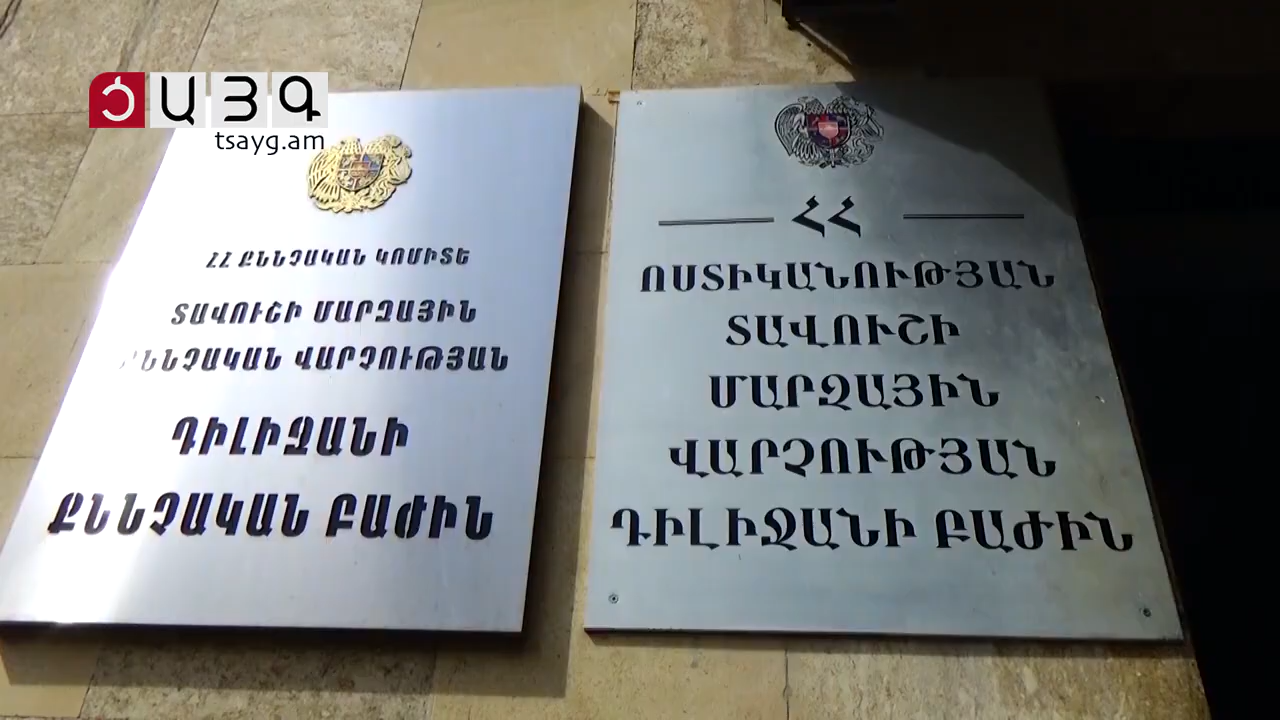 ԾԱՅԳ
tsayg.am
ՀՀ ՔՆՆՉԱԿԱՆ ԿՈՄԻՏԵ
ՏԱՎՈՒՇԻ ՄԱՐԶԱՅԻՆ
ՔՆՆՉԱԿԱՆ ՎԱՐՉՈՒԹՅԱՆ
ԴԻԼԻՋԱՆԻ
ՔՆՆՉԱԿԱՆ ԲԱԺԻՆ
ՀՀ
ՈՍՏԻԿԱՆՈՒԹՅԱՆ
ՏԱՎՈՒՇԻ
ՄԱՐԶԱՅԻՆ
ՎԱՐՉՈՒԹՅԱՆ
ԴԻԼԻՋԱՆԻ ԲԱԺԻՆ